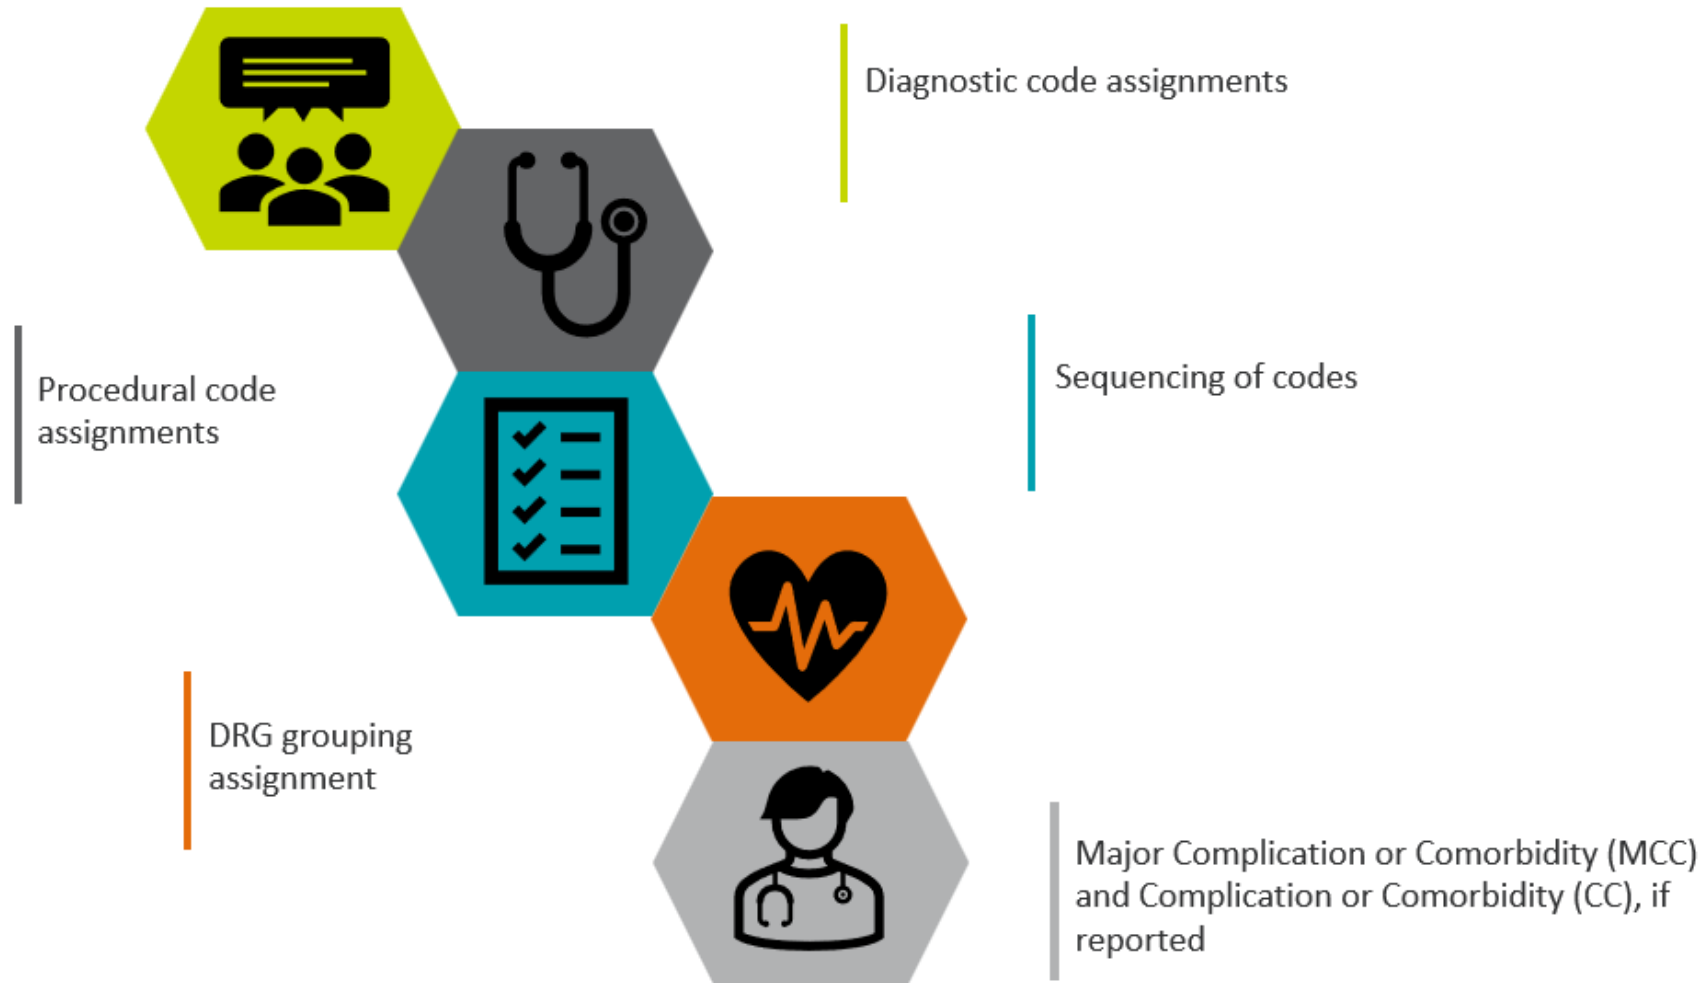 Diagnostic code assignments
Procedural code
assignments
Sequencing of codes
DRG grouping
assignment
Major Complication or Comorbidity (MCC)
and Complication or Comorbidity (CC), if
reported